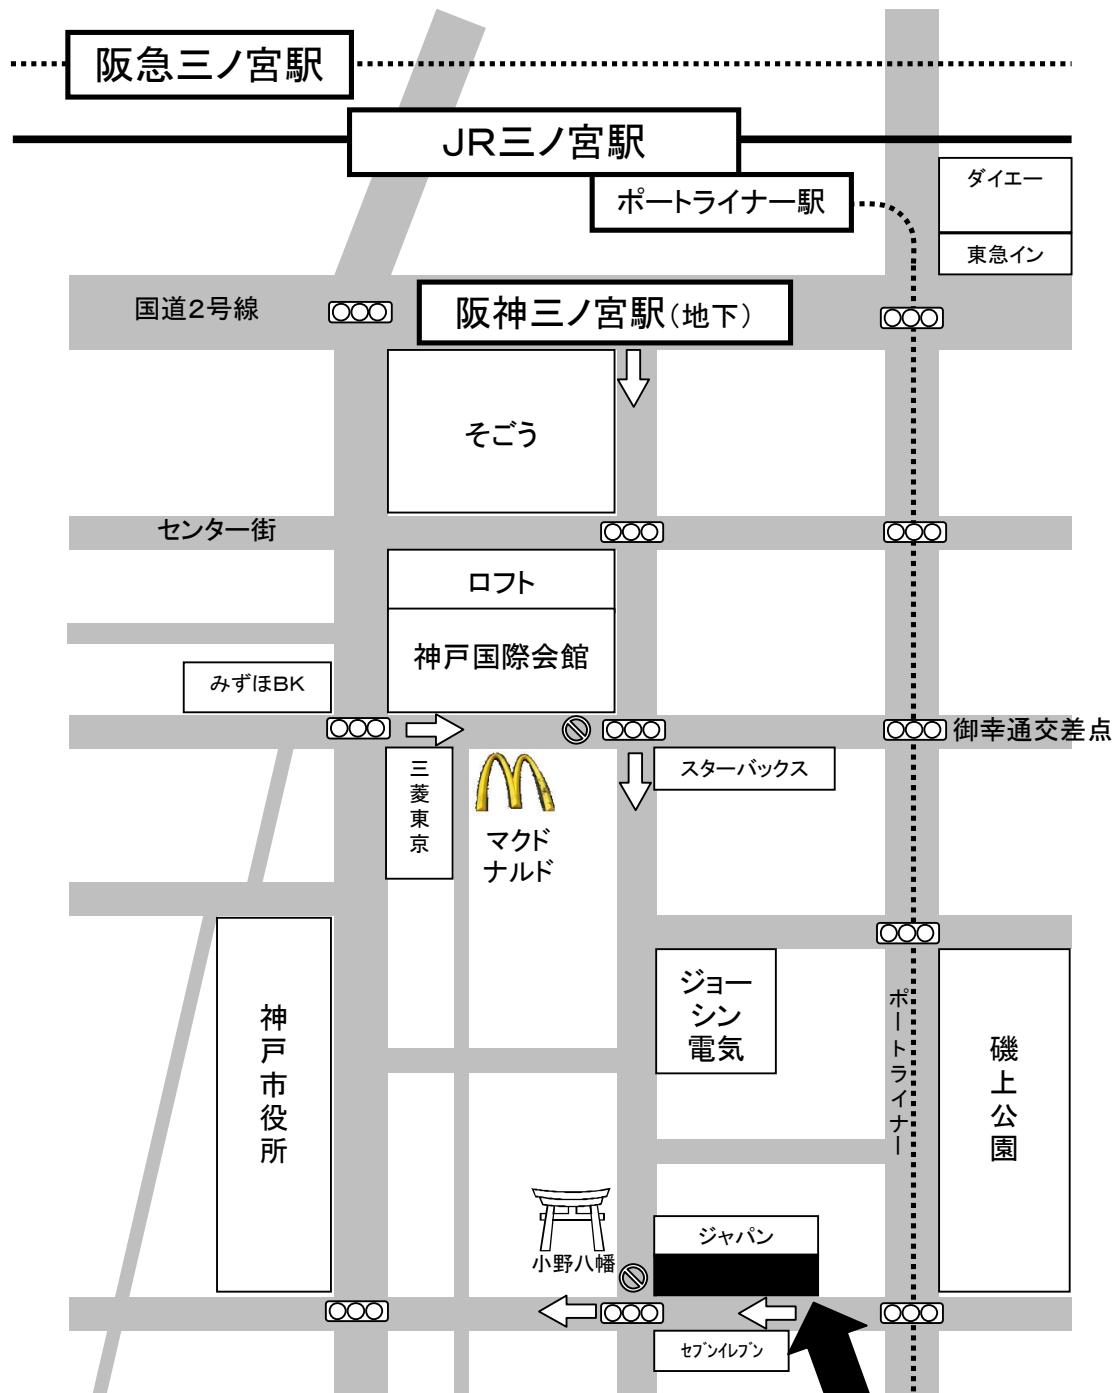 阪急三ノ宮駅
JR三ノ宮駅
ポートライナー駅
ダイエー
東急イン
国道2号線
阪神三ノ宮駅(地下)
そごう
センター街
ロフト
神戸国際会館
みずほBK
御幸通交差点
三菱東京
マクド
ナルド
スターバックス
ジョー
シン
電気
神戸市役所
ポートライナー
磯上公園
小野八幡
ジャパン
セブンイレブン